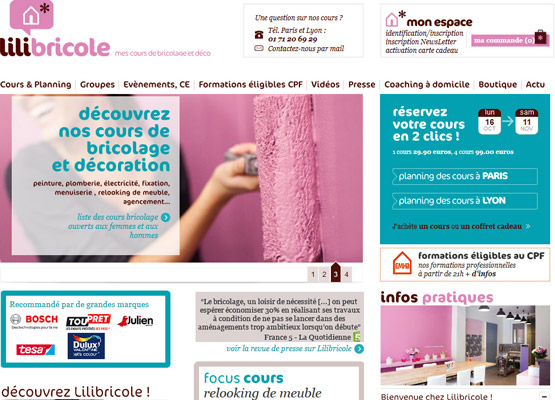 lilibricole
mes cours de bricolane et déco
Une question sur nos cours ?
Tél. Paris et Lyon :
01 71 20 69 29
Contactez-nous par mail
mon espace
identification/inscription
inscription NewsLetter
activation carte cadeau
ma commande (0)
Cours & Planning Groupes Evènements, CE Formations éligibles CPF Vidéos Presse Coaching à domicile Boutique Actu
découvrez
nos cours de
bricolage
et décoration
peinture, plomberie, électricité, fixation,
menuiserie , relooking de meuble,
agencement...
liste des cours bricolage
ouverts aux femmes et aux
hommes
1 2 3 4
réservez
votre cours
en 2 clics !
lun
16
OCT
sam
11
NOV
1 cours 29.90 euros, 4 cours 99.00 euros
planning des cours à PARIS
planning des cours à LYON
J'achète un cours ou un coffret cadeau
formations éligibles au CPF
nos formations professionnelles
à partir de 21h + d'infos
Recommandé par de grandes marques
BOSCH
TOUPRET
Julien
tesa
Dulux
VALENTINE
"Le bricolage, un loisir de nécessité [...] on peut
espérer économiser 30% en réalisant ses travaux
à condition de ne pas se lancer dans des
aménagements trop ambitieux lorsqu'on débute"
France 5 - La Quotidienne
voir la revue de presse sur Lilibricole
infos pratiques
découvrez Lilibricole !
focus cours
relooking de meuble
Bienvenue chez Lilibricole !